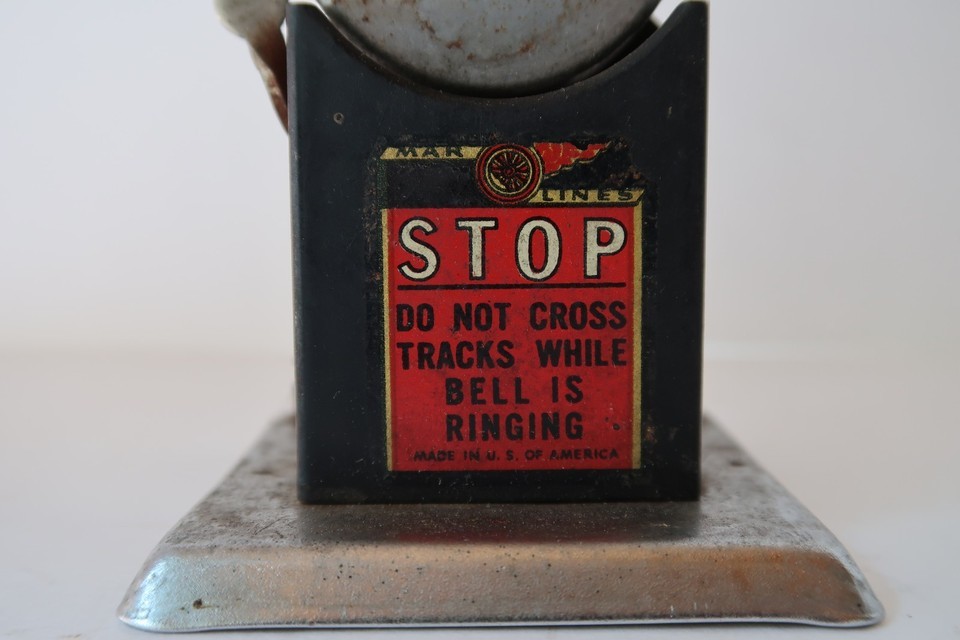 MAR
LINES
STOP
DO NOT CROSS
TRACKS WHILE
BELL IS
RINGING
MADE IN U. S. OF AMERICA